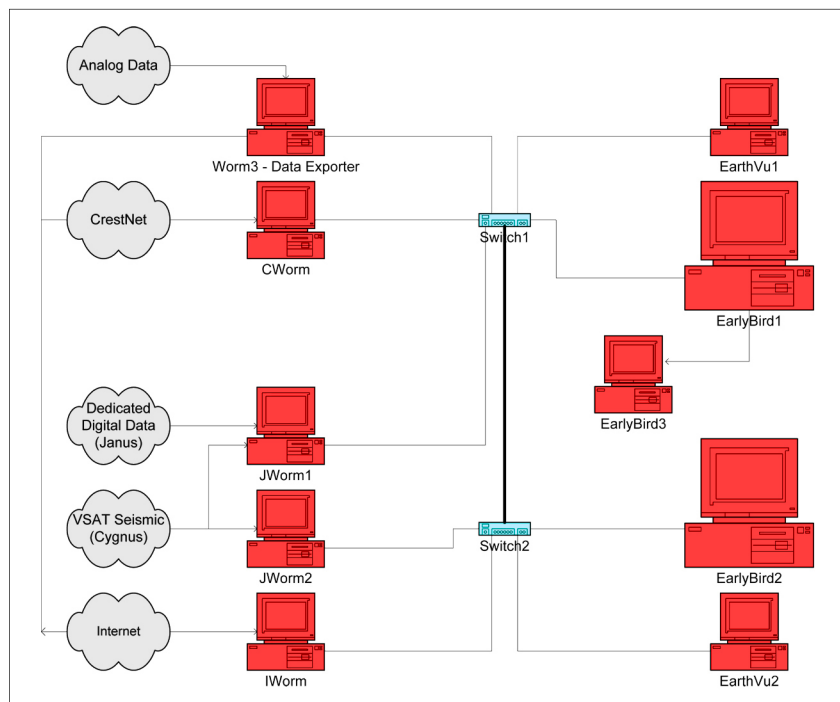 Analog Data
Worm3 - Data Exporter
EarthVu1
CrestNet
CWorm
Switch1
EarlyBird1
EarlyBird3
Dedicated
Digital Data
(Janus)
JWorm1
VSAT Seismic
(Cygnus)
JWorm2
Switch2
EarlyBird2
Internet
IWorm
EarthVu2